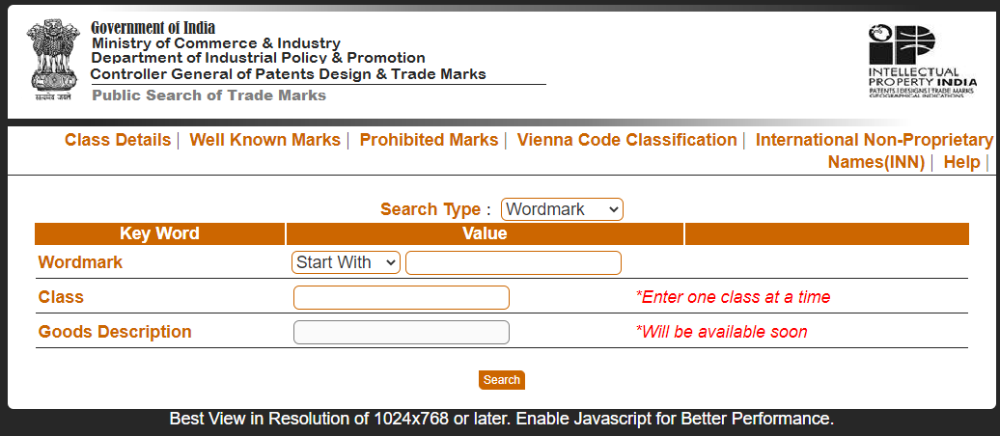 Government of India
Ministry of Commerce & Industry
Department of Industrial Policy & Promotion
Controller General of Patents Design & Trade Marks
Public Search of Trade Marks
सत्यमेव जयते
iP
INTELLECTUAL
PROPERTY INDIA
PATENTS | DESIGNS | TRADE MARKS
GEOGRAPHICAL INDICATIONS
Class Details | Well Known Marks | Prohibited Marks | Vienna Code Classification | International Non-Proprietary
Names(INN) | Help |
Search Type : Wordmark
Key Word Value
Wordmark Start With
Class *Enter one class at a time
Goods Description *Will be available soon
Search
Best View in Resolution of 1024x768 or later. Enable Javascript for Better Performance.